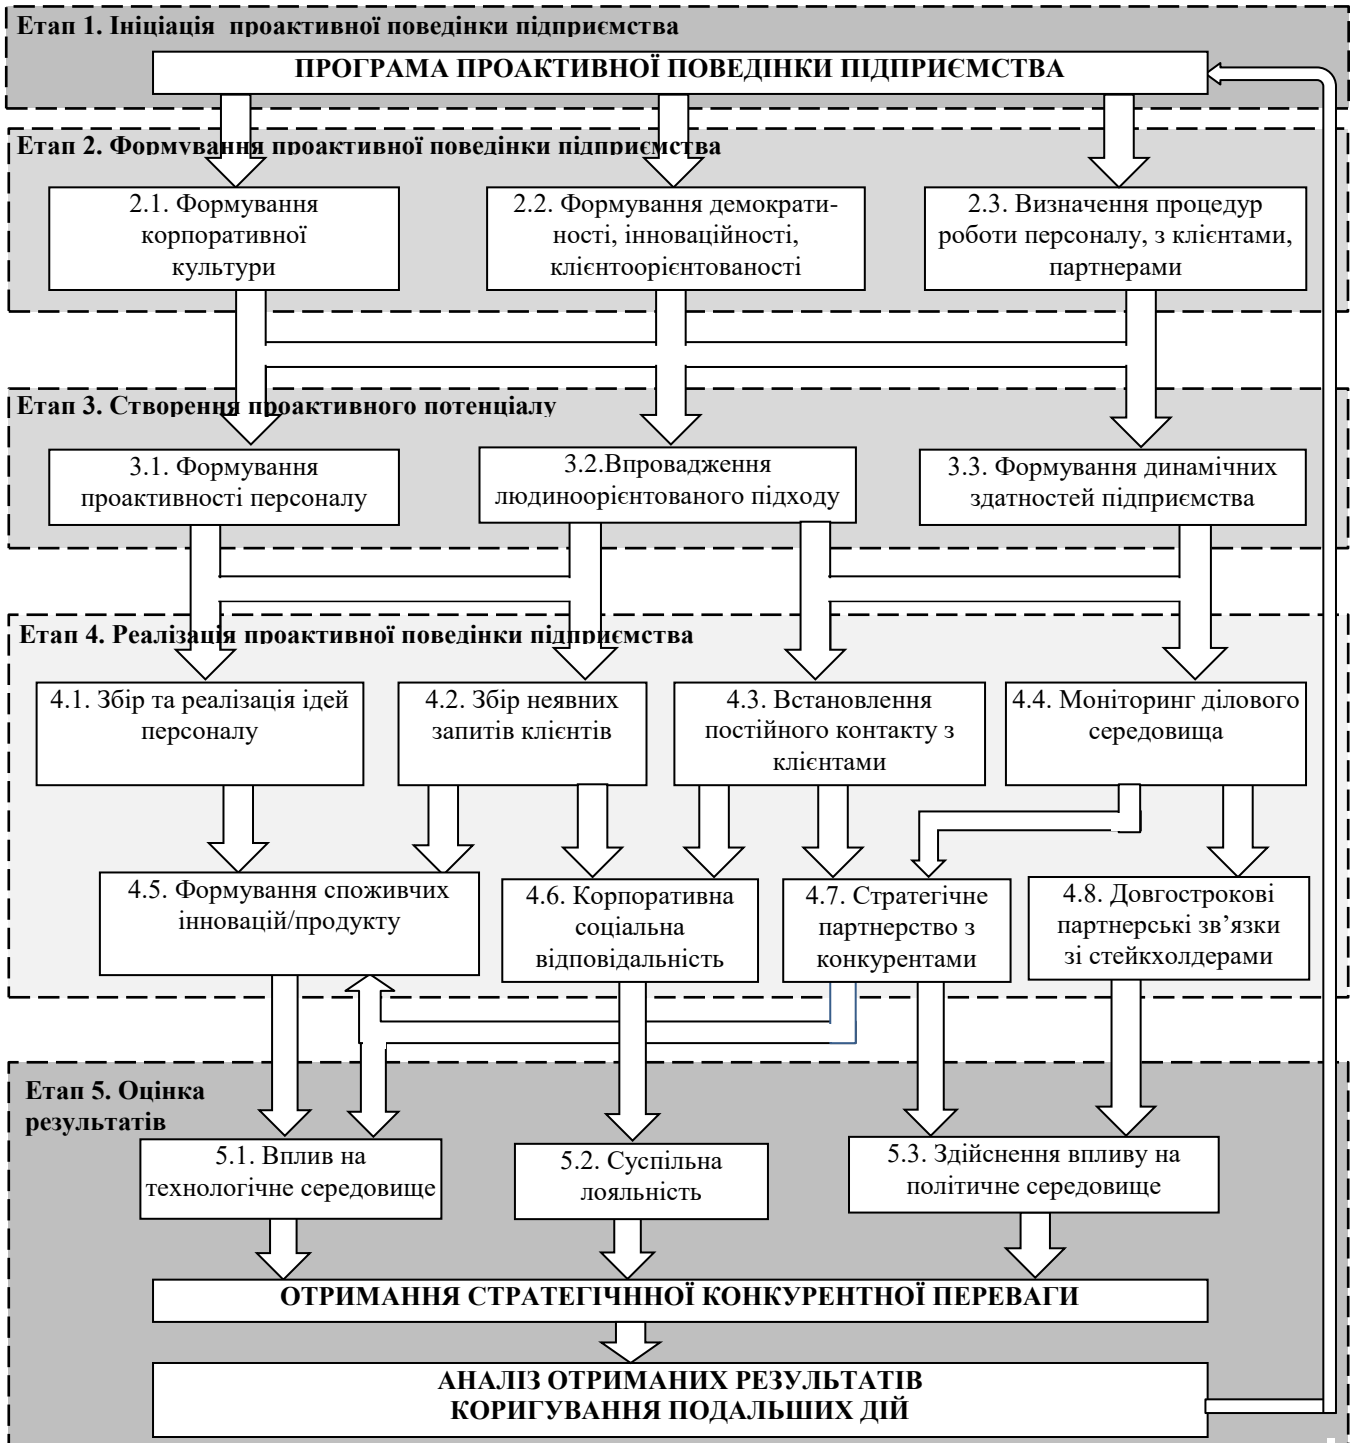 Етап 1. Ініціація проактивної поведінки підприємства
ПРОГРАМА ПРОАКТИВНОЇ ПОВЕДІНКИ ПІДПРИЄМСТВА
Етап 2. Формування проактивної поведінки підприємства
2.1. Формування
корпоративної
культури
2.2. Формування демократи-
ності, інноваційності,
клієнтоорієнтованості
2.3. Визначення процедур
роботи персоналу, з клієнтами,
партнерами
Етап 3. Створення проактивного потенціалу
3.1. Формування
проактивності персоналу
3.2.Впровадження
людиноорієнтованого підходу
3.3. Формування динамічних
здатностей підприємства
Етап 4. Реалізація проактивної поведінки підприємства
4.1. Збір та реалізація ідей
персоналу
4.2. Збір неявних
запитів клієнтів
4.3. Встановлення
постійного контакту з
клієнтами
4.4. Моніторинг ділового
середовища
4.5. Формування споживчих
інновацій/продукту
4.6. Корпоративна
соціальна
відповідальність
4.7. Стратегічне
партнерство з
конкурентами
4.8. Довгострокові
партнерські зв’язки
зі стейкхолдерами
Етап 5. Оцінка
результатів
5.1. Вплив на
технологічне середовище
5.2. Суспільна
лояльність
5.3. Здійснення впливу на
політичне середовище
ОТРИМАННЯ СТРАТЕГІЧННОЇ КОНКУРЕНТНОЇ ПЕРЕВАГИ
АНАЛІЗ ОТРИМАНИХ РЕЗУЛЬТАТІВ
КОРИГУВАННЯ ПОДАЛЬШИХ ДІЙ